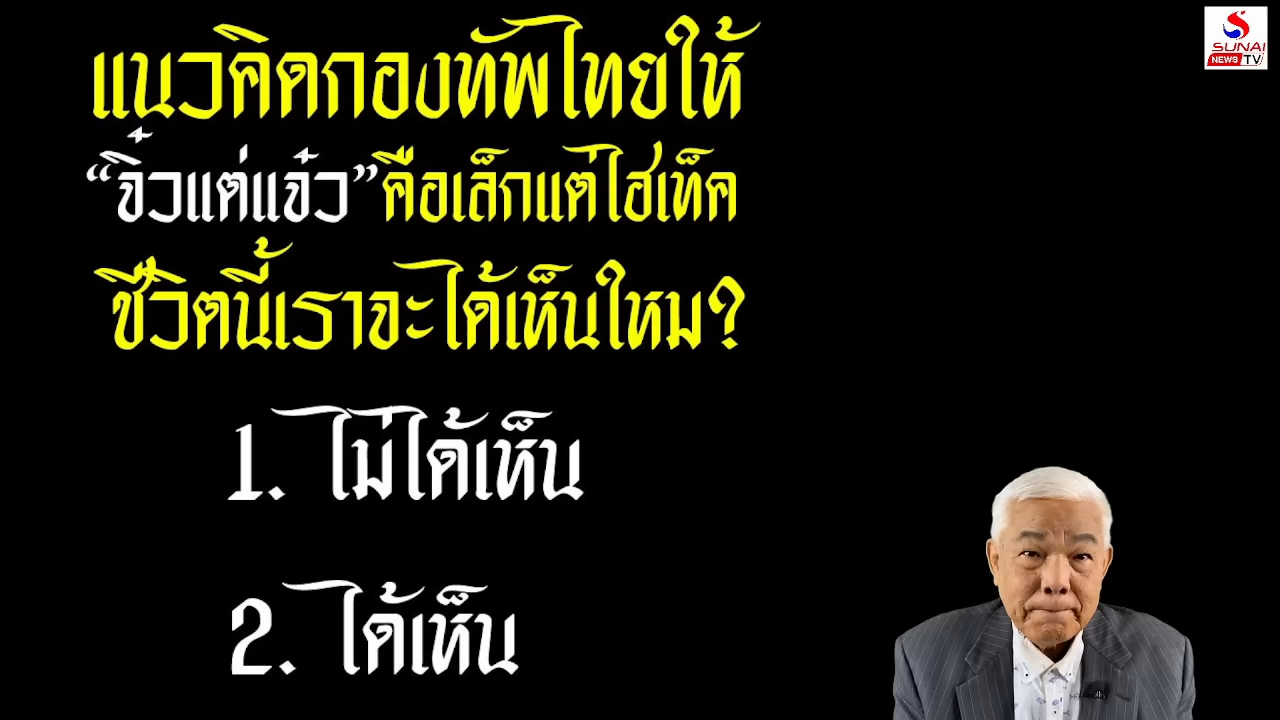 แนวคิดกองทัพไทยให้
“จิ๋วแต่แจ๋ว”คือเล็กแต่ไฮเท็ค
ชีวิตนี้เราจะได้เห็นใหม?
1. ไม่ได้เห็น
2. ได้เห็น
SUNAI
NEWS TV